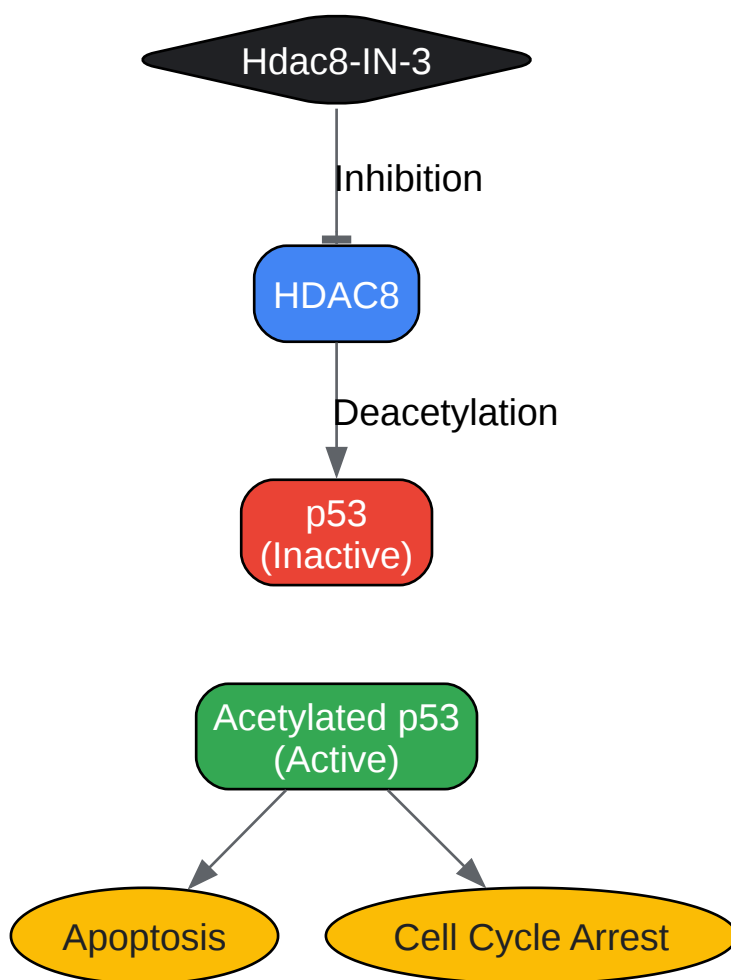 Hdac8-IN-3
Inhibition
HDAC8
Deacetylation
p53
(Inactive)
Acetylated p53
(Active)
Apoptosis
Cell Cycle Arrest